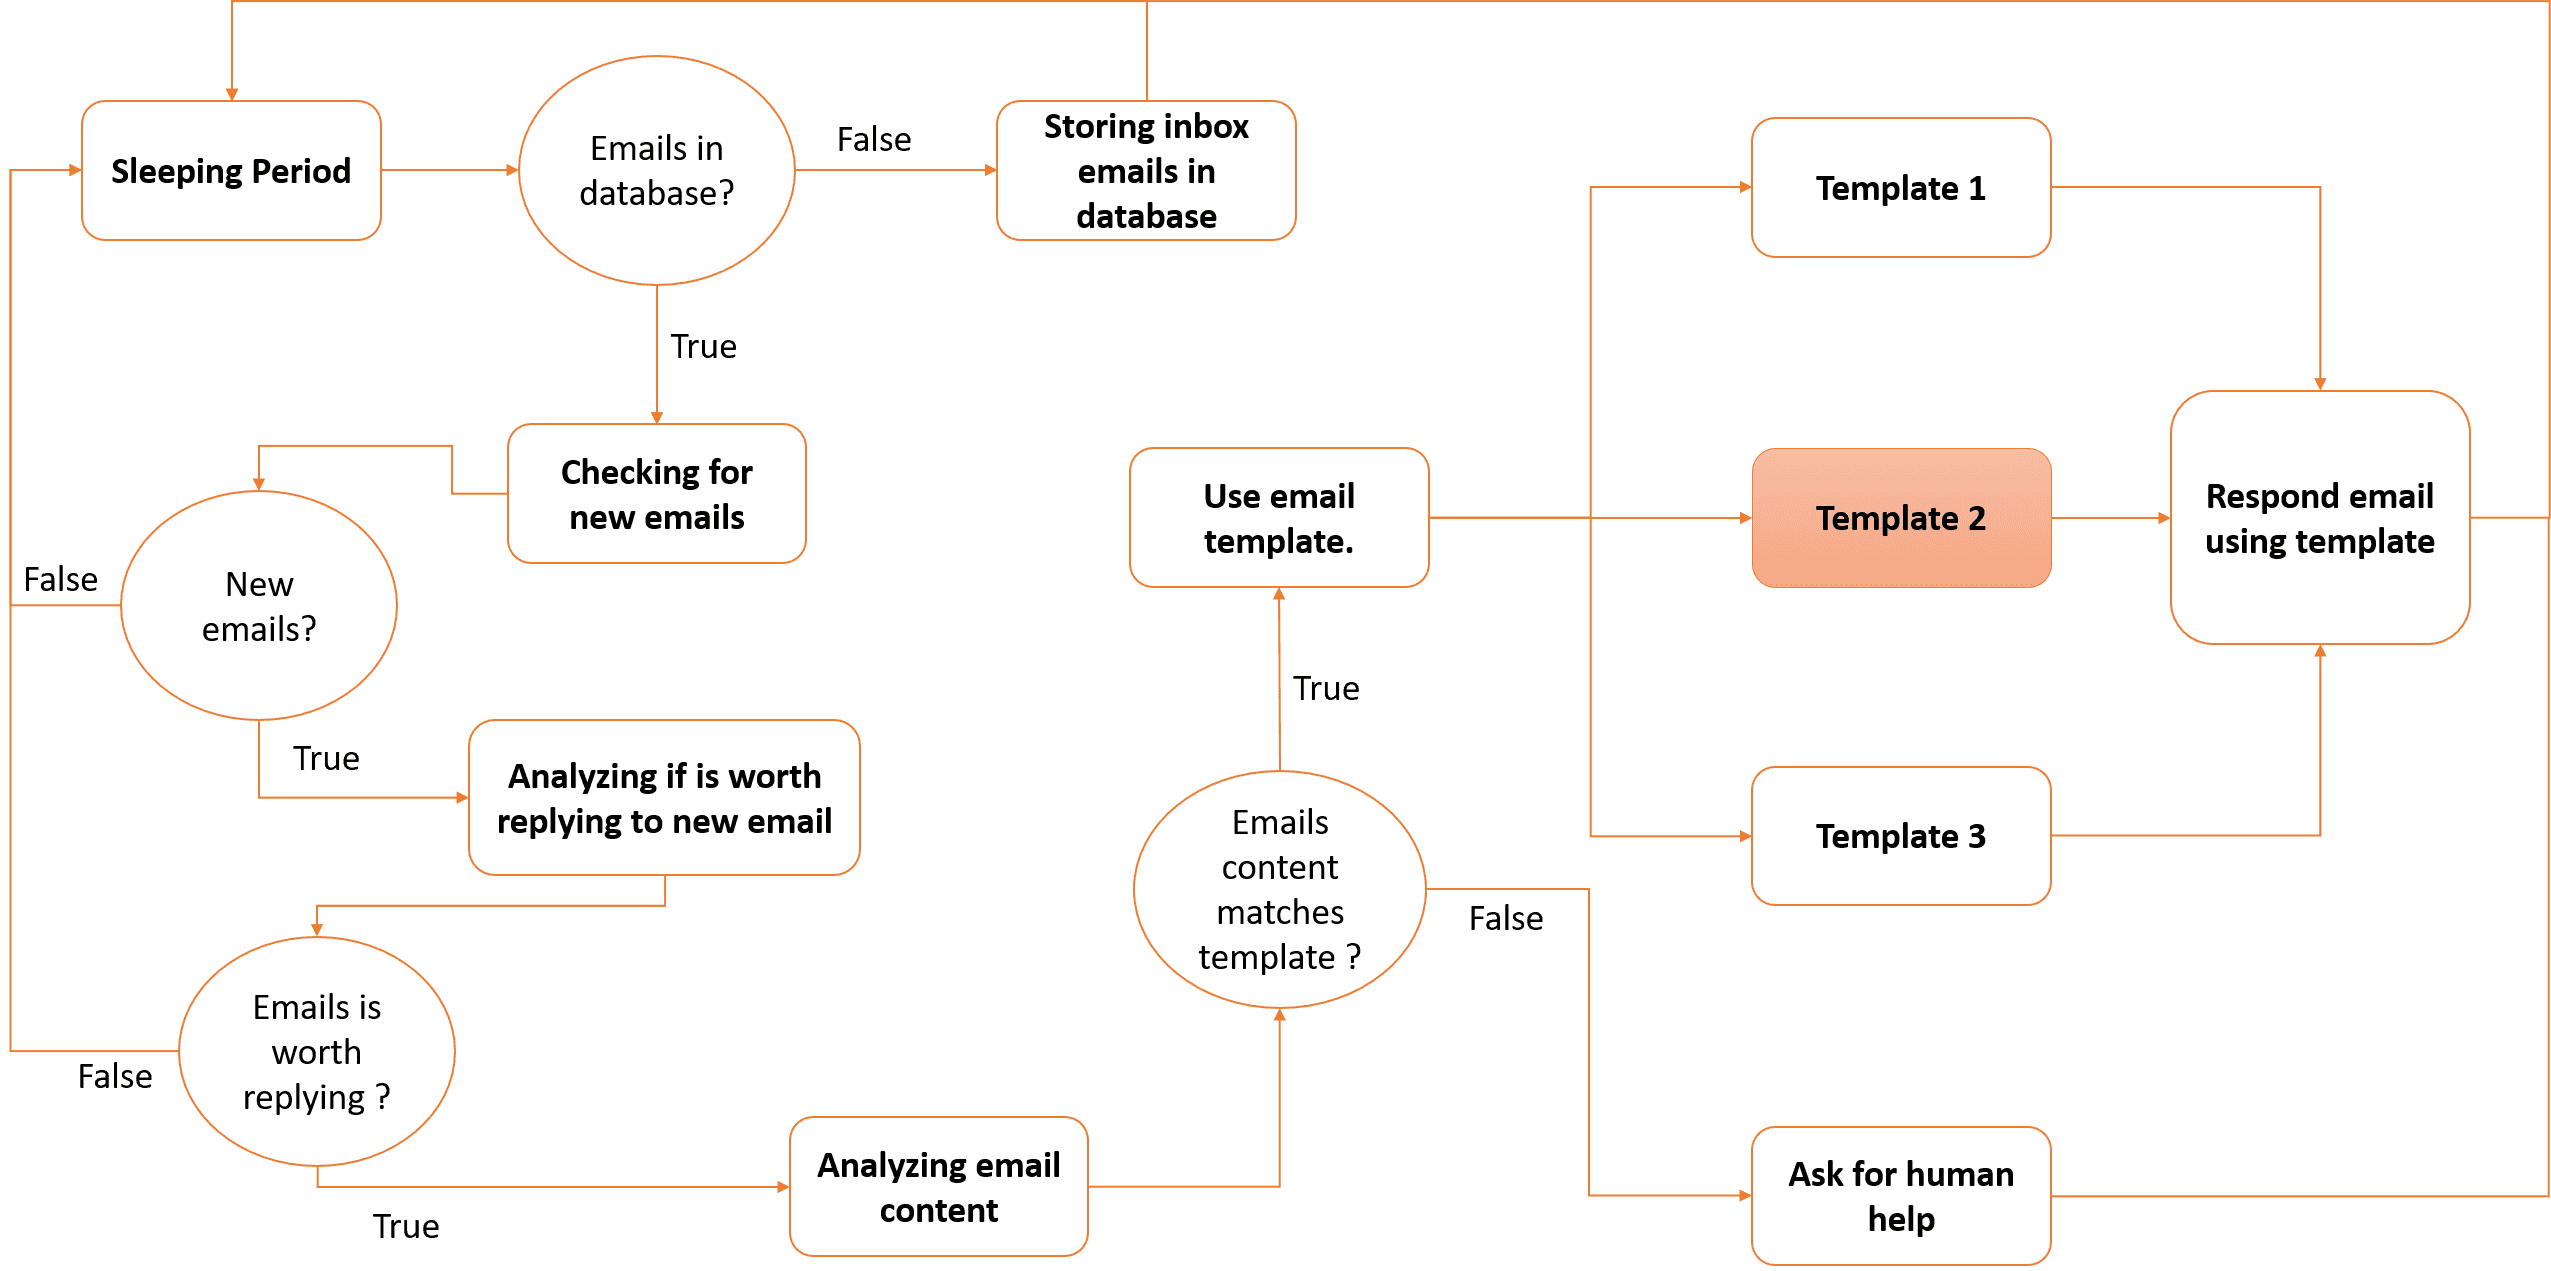 Sleeping Period
Emails in
database?
False
Storing inbox
emails in
database
True
Checking for
new emails
New
emails?
False
True
Analyzing if is worth
replying to new email
Emails is
worth
replying ?
False
True
Analyzing email
content
Emails
content
matches
template ?
True
False
Use email
template.
Template 1
Template 2
Template 3
Respond email
using template
Ask for human
help